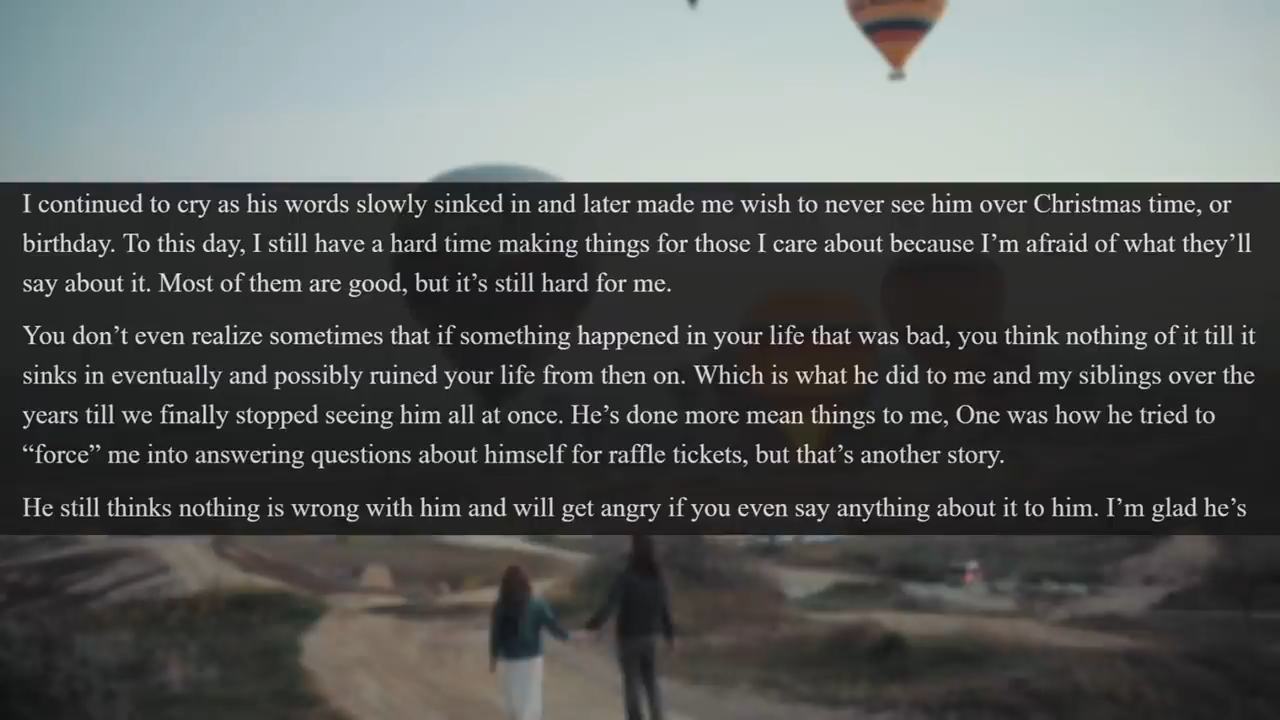 I continued to cry as his words slowly sinked in and later made me wish to never see him over Christmas time, or
birthday. To this day, I still have a hard time making things for those I care about because I’m afraid of what they’ll
say about it. Most of them are good, but it’s still hard for me.
You don’t even realize sometimes that if something happened in your life that was bad, you think nothing of it till it
sinks in eventually and possibly ruined your life from then on. Which is what he did to me and my siblings over the
years till we finally stopped seeing him all at once. He’s done more mean things to me, One was how he tried to
“force” me into answering questions about himself for raffle tickets, but that’s another story.
He still thinks nothing is wrong with him and will get angry if you even say anything about it to him. I’m glad he’s